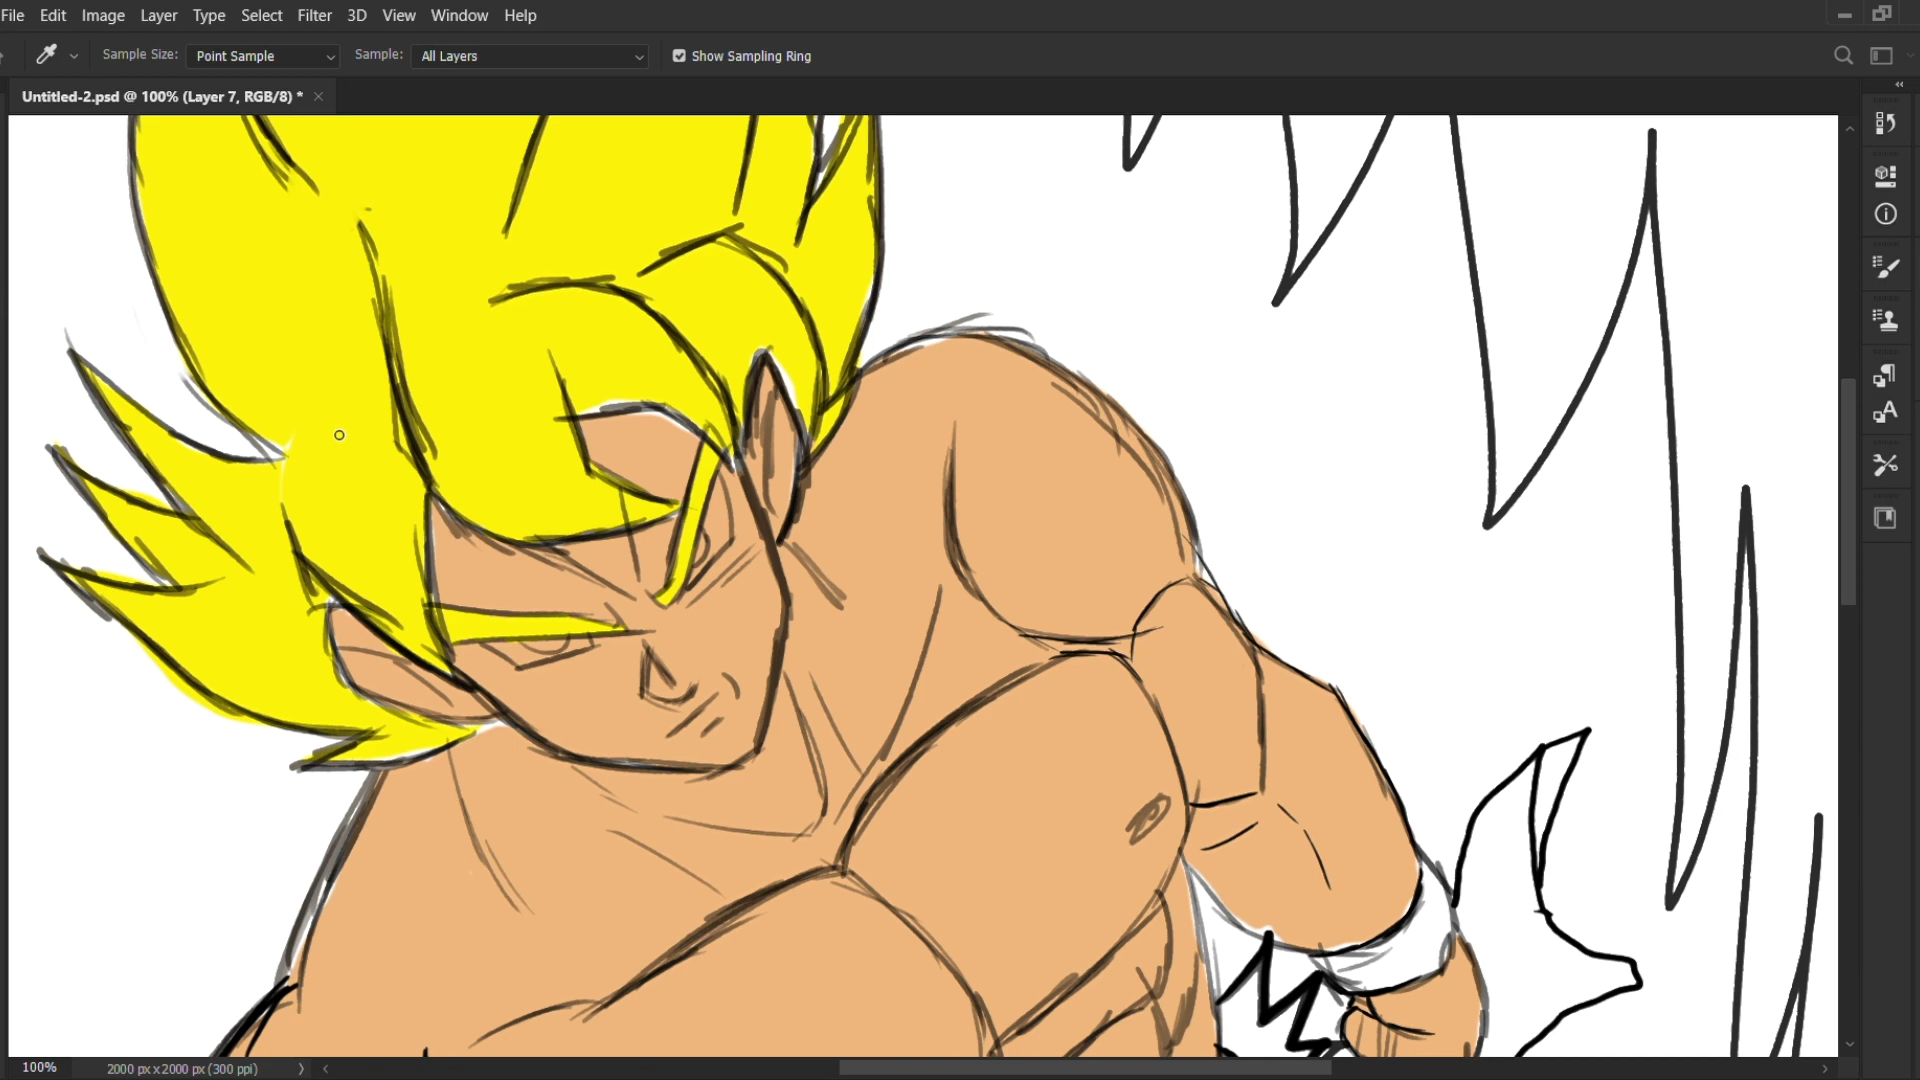 File Edit Image Layer Type Select Filter 3D View Window Help
Sample Size: Point Sample Sample: All Layers Show Sampling Ring
Untitled-2.psd @ 100% (Layer 7, RGB/8) *
100% 2000 px x 2000 px (300 ppi)